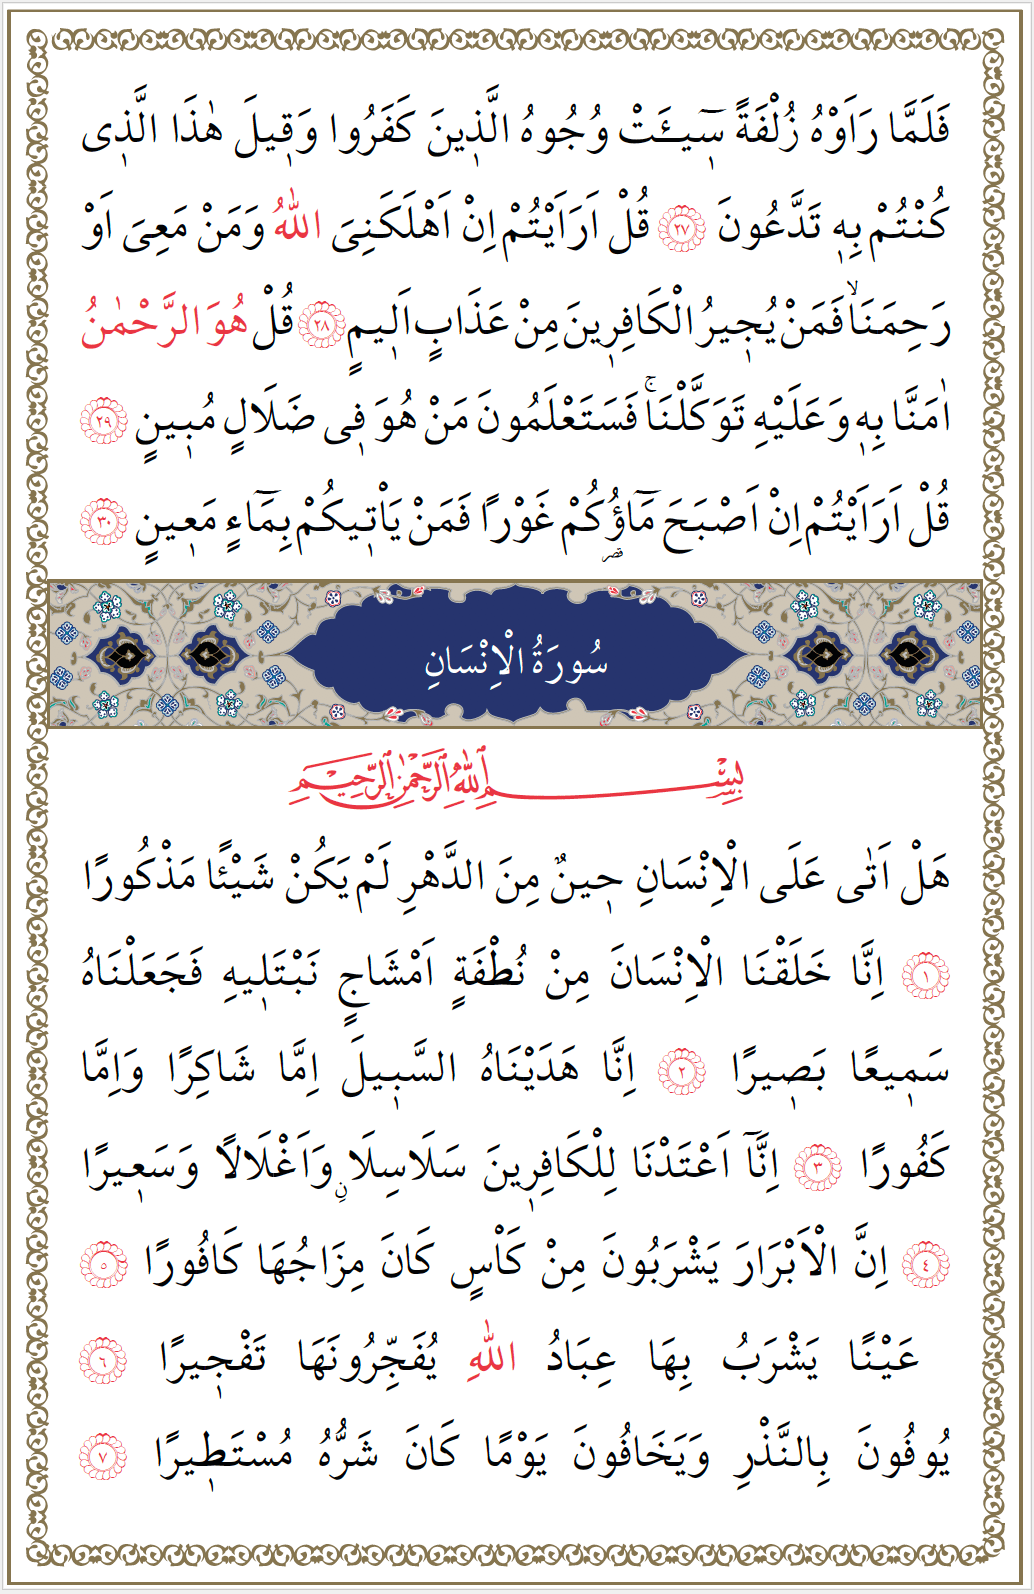 فَلَمَّا رَاَوْهُ زُلْفَةً سٖٓيـَٔتْ وُجُوهُ الَّذٖينَ كَفَرُوا وَقٖيلَ هٰذَا الَّذٖى
كُنْتُمْ بِهٖ تَدَّعُونَ ٢٧ قُلْ اَرَاَيْتُمْ اِنْ اَهْلَكَنِىَ اللّٰهُ وَمَنْ مَعِىَ اَوْ
رَحِمَنَاۙ فَمَنْ يُجٖيرُ الْكَافِرٖينَ مِنْ عَذَابٍ اَلٖيمٍ ٢٨ قُلْ هُوَ الرَّحْمٰنُ
اٰمَنَّا بِهٖ وَعَلَيْهِ تَوَكَّلْنَاۚ فَسَتَعْلَمُونَ مَنْ هُوَ فٖى ضَلَالٍ مُبٖينٍ ٢٩
قُلْ اَرَاَيْتُمْ اِنْ اَصْبَحَ مَٓاؤُ۬كُمْ غَوْرًا فَمَنْ يَاْتٖيكُمْ بِمَٓاءٍ مَعٖينٍ ٣٠
قصر
سُورَةُ الْاِنْسَانِ
بِسْمِ اللّٰهِ الرَّحْمٰنِ الرَّحِيمِ
هَلْ اَتٰى عَلَى الْاِنْسَانِ حٖينٌ مِنَ الدَّهْرِ لَمْ يَكُنْ شَيْئًا مَذْكُورًا
١ اِنَّا خَلَقْنَا الْاِنْسَانَ مِنْ نُطْفَةٍ اَمْشَاجٍ نَبْتَلٖيهِ فَجَعَلْنَاهُ
سَمٖيعًا بَصٖيرًا ٢ اِنَّا هَدَيْنَاهُ السَّبٖيلَ اِمَّا شَاكِرًا وَاِمَّا
كَفُورًا ٣ اِنَّٓا اَعْتَدْنَا لِلْكَافِرٖينَ سَلَاسِلَا۬ نِ وَاَغْلَالًا وَسَعٖيرًا
٤ اِنَّ الْاَبْرَارَ يَشْرَبُونَ مِنْ كَاْسٍ كَانَ مِزَاجُهَا كَافُورًا ٥
عَيْنًا يَشْرَبُ بِهَا عِبَادُ اللّٰهِ يُفَجِّرُونَهَا تَفْجٖيرًا ٦
يُوفُونَ بِالنَّذْرِ وَيَخَافُونَ يَوْمًا كَانَ شَرُّهُ مُسْتَطٖيرًا ٧